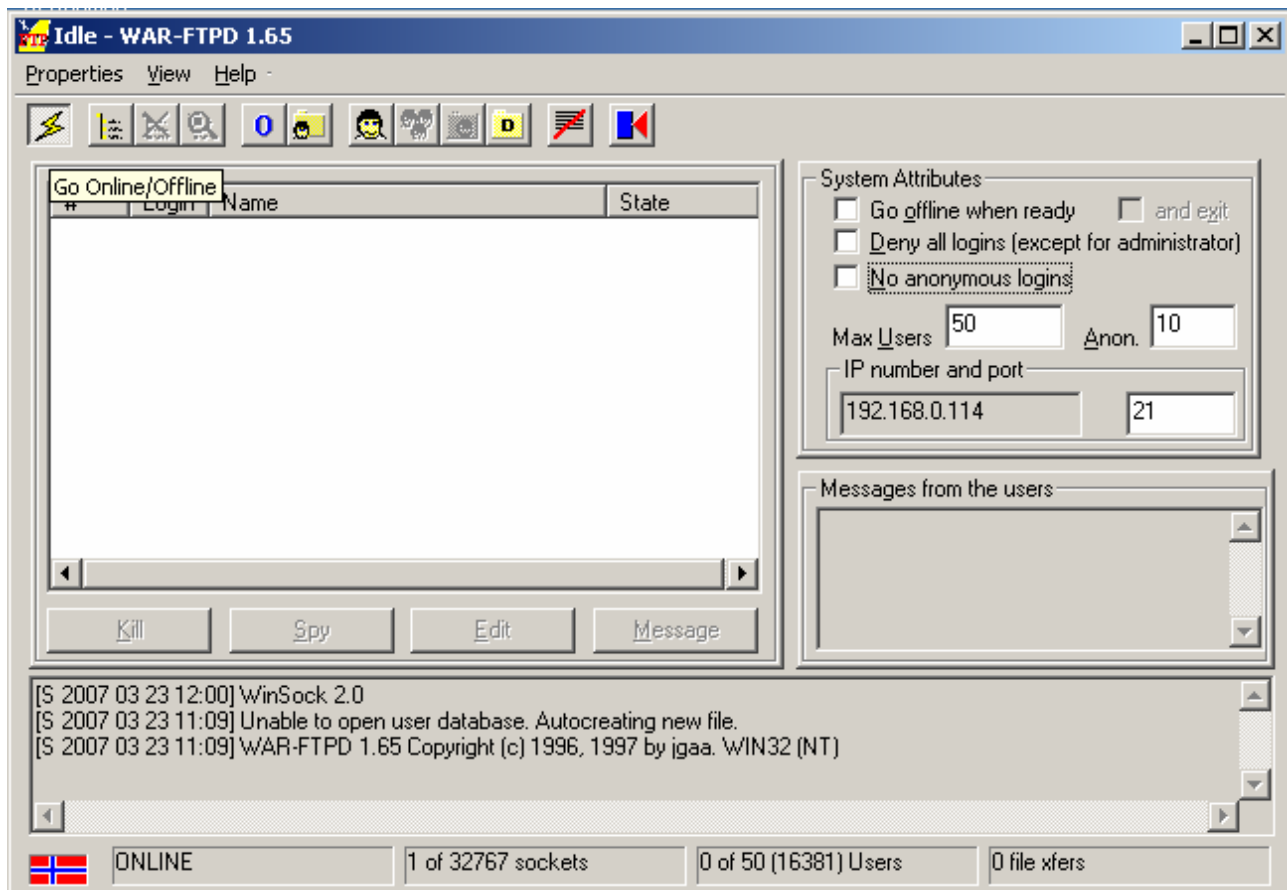 Idle - WAR-FTPD 1.65
Properties View Help
FTP
0
D
Go Online/Offline
# Login Name State
Kill Spy Edit Message
System Attributes
Go offline when ready and exit
Deny all logins (except for administrator)
No anonymous logins
Max Users 50 Anon. 10
IP number and port
192.168.0.114 21
Messages from the users
[S 2007 03 23 12:00] WinSock 2.0
[S 2007 03 23 11:09] Unable to open user database. Autocreating new file.
[S 2007 03 23 11:09] WAR-FTPD 1.65 Copyright (c) 1996, 1997 by jgaa. WIN32 (NT)
ONLINE 1 of 32767 sockets 0 of 50 (16381) Users 0 file xfers